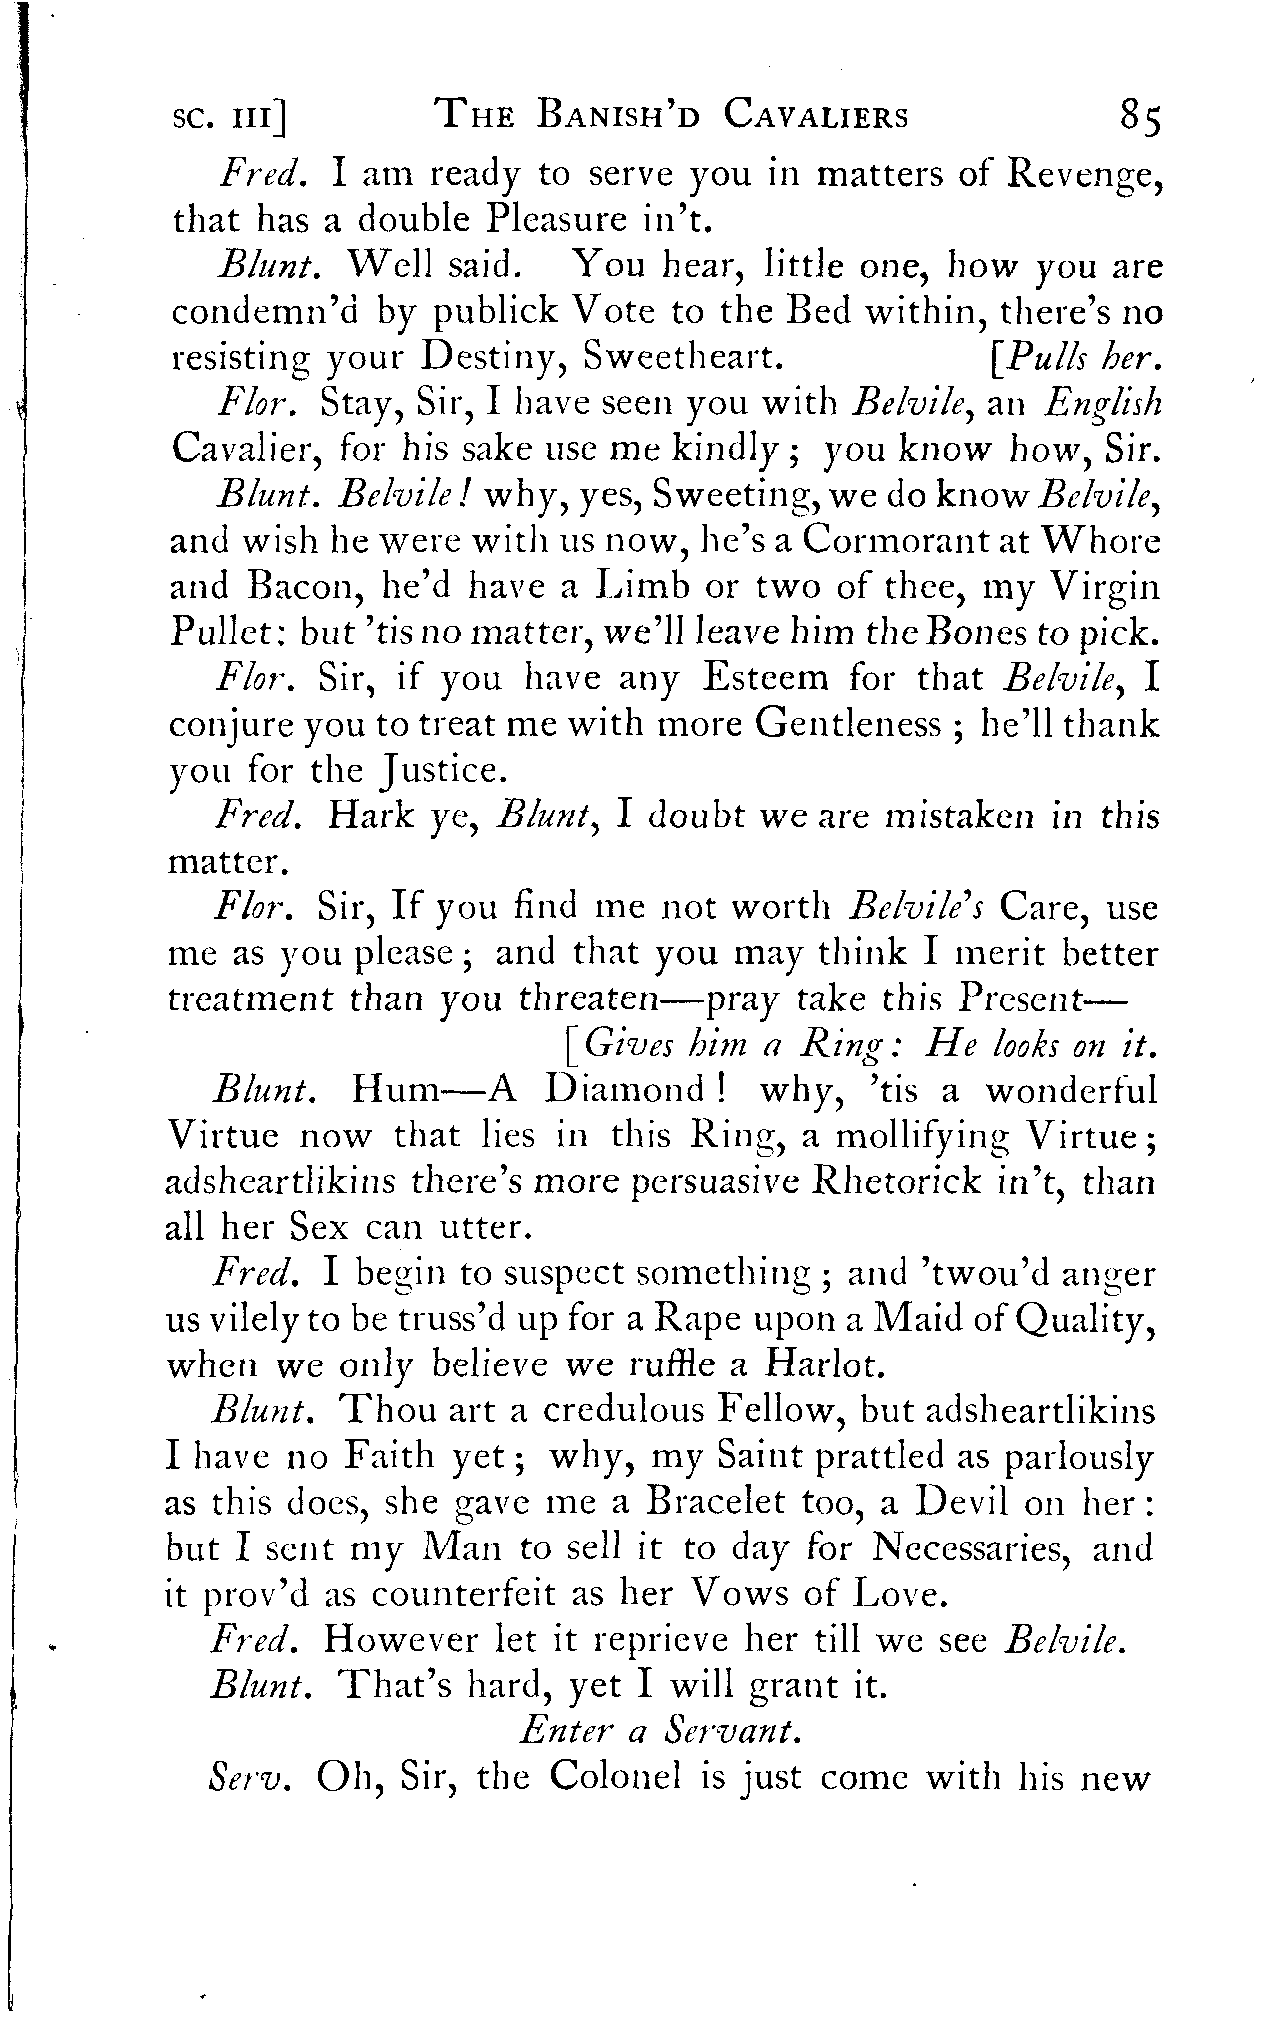 SC. III] THE BANISH'D CAVALIERS 85
Fred. I am ready to serve you in matters of Revenge,
that has a double Pleasure in't.
Blunt. Well said. You hear, little one, how you are
condemn'd by publick Vote to the Bed within, there's no
resisting your Destiny, Sweetheart. [Pulls her.
Flor. Stay, Sir, I have seen you with Belvile, an English
Cavalier, for his sake use me kindly ; you know how, Sir.
Blunt. Belvile! why, yes, Sweeting, we do know Belvile,
and wish he were with us now, he's a Cormorant at Whore
and Bacon, he'd have a Limb or two of thee, my Virgin
Pullet: but 'tis no matter, we'll leave him the Bones to pick.
Flor. Sir, if you have any Esteem for that Belvile, I
conjure you to treat me with more Gentleness ; he'll thank
you for the Justice.
Fred. Hark ye, Blunt, I doubt we are mistaken in this
matter.
Flor. Sir, If you find me not worth Belvile's Care, use
me as you please ; and that you may think I merit better
treatment than you threaten—pray take this Present—
[Gives him a Ring: He looks on it.
Blunt. Hum—A Diamond ! why, 'tis a wonderful
Virtue now that lies in this Ring, a mollifying Virtue ;
adsheartlikins there's more persuasive Rhetorick in't, than
all her Sex can utter.
Fred. I begin to suspect something ; and 'twou'd anger
us vilely to be truss'd up for a Rape upon a Maid of Quality,
when we only believe we ruffle a Harlot.
Blunt. Thou art a credulous Fellow, but adsheartlikins
I have no Faith yet ; why, my Saint prattled as parlously
as this does, she gave me a Bracelet too, a Devil on her :
but I sent my Man to sell it to day for Necessaries, and
it prov'd as counterfeit as her Vows of Love.
Fred. However let it reprieve her till we see Belvile.
Blunt. That's hard, yet I will grant it.
Enter a Servant.
Serv. Oh, Sir, the Colonel is just come with his new